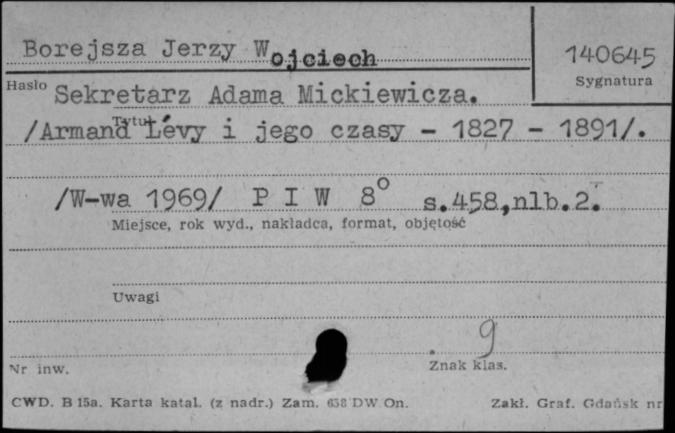 Borejsza Jerzy Wojciech
140645
Hasło
Sygnatura
Sekretarz Adama Mickiewicza.
Tytuł
/Armand Lévy i jego czasy - 1827 - 1891/.
/W-wa 1969/ P I W 8° s.458,nlb.2.
Miejsce, rok wyd., nakładca, format, objętość
Uwagi
9
Nr inw.
Znak klas.
CWD. B 15a. Karta katal. (z nadr.) Zam. 658 DW On.
Zakł. Graf. Gdańsk nr